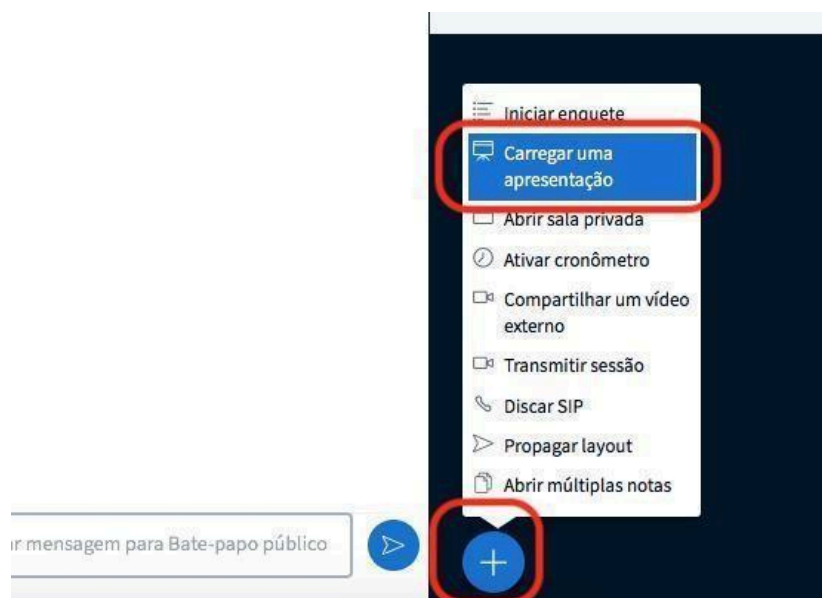 Iniciar enquete
Carregar uma
apresentação
Abrir sala privada
Ativar cronômetro
Compartilhar um vídeo
externo
Transmitir sessão
Discar SIP
Propagar layout
Abrir múltiplas notas
mensagem para Bate-papo público